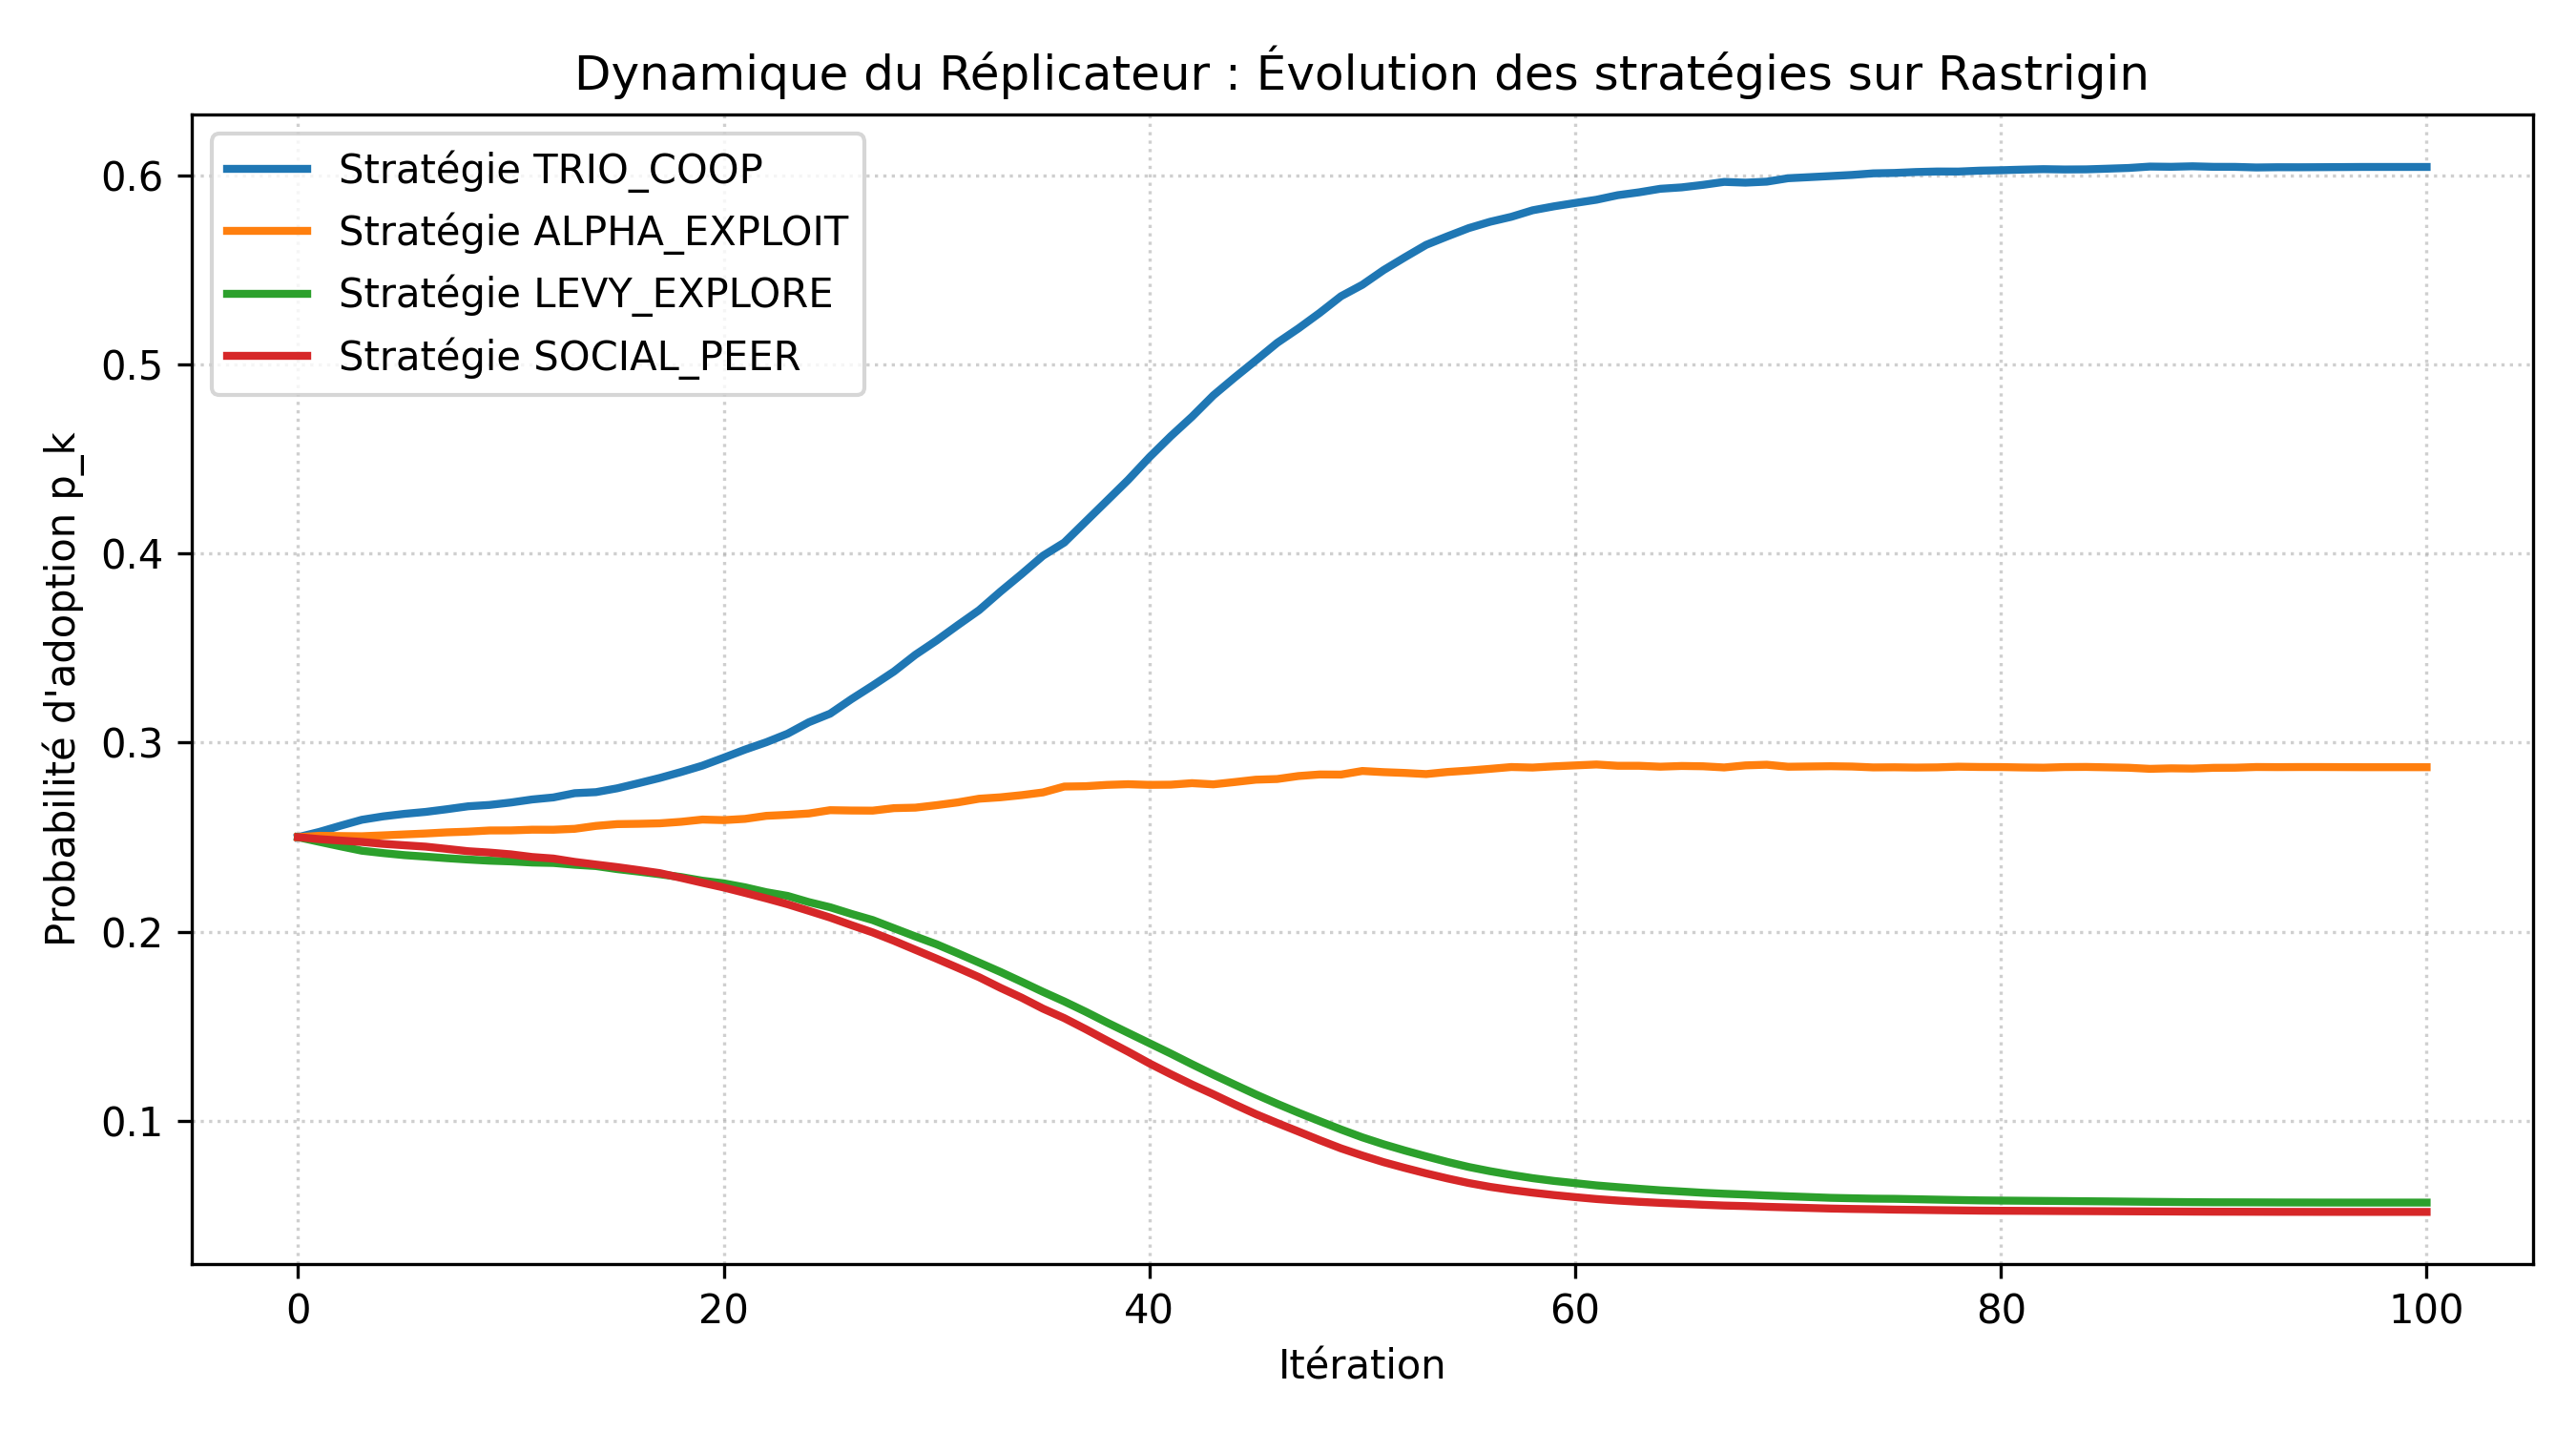 Dynamique du Réplicateur : Évolution des stratégies sur Rastrigin
Stratégie TRIO_COOP
Stratégie ALPHA_EXPLOIT
Stratégie LEVY_EXPLORE
Stratégie SOCIAL_PEER
Probabilité d'adoption p_k
0.6
0.5
0.4
0.3
0.2
0.1
0 20 40 60 80 100
Itération